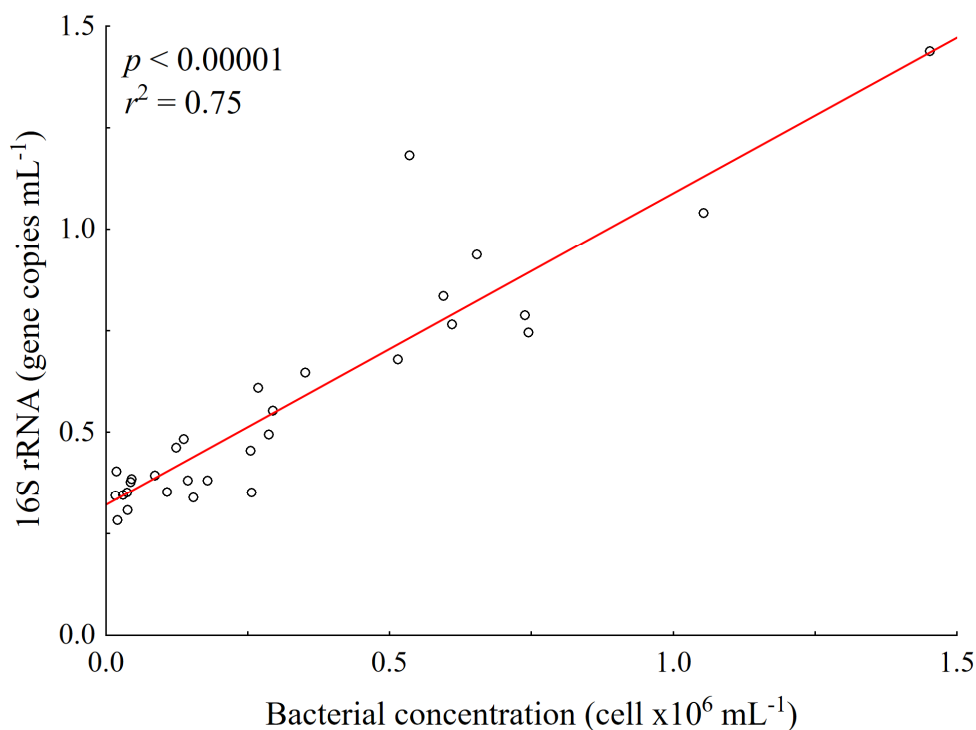 1.5
p < 0.00001
r² = 0.75
1.0
0.5
0.0
16S rRNA (gene copies mL⁻¹)
0.0 0.5 1.0 1.5
Bacterial concentration (cell x10⁶ mL⁻¹)